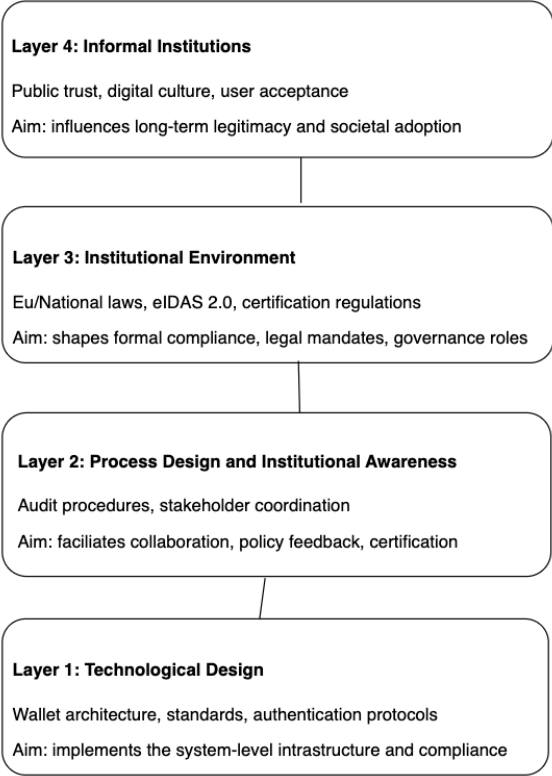 Layer 4: Informal Institutions
Public trust, digital culture, user acceptance
Aim: influences long-term legitimacy and societal adoption
Layer 3: Institutional Environment
Eu/National laws, eIDAS 2.0, certification regulations
Aim: shapes formal compliance, legal mandates, governance roles
Layer 2: Process Design and Institutional Awareness
Audit procedures, stakeholder coordination
Aim: faciliates collaboration, policy feedback, certification
Layer 1: Technological Design
Wallet architecture, standards, authentication protocols
Aim: implements the system-level intrastructure and compliance